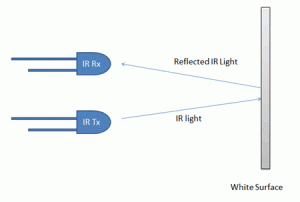 Reflected IR Light
IR Rx
IR Tx
IR light
White Surface